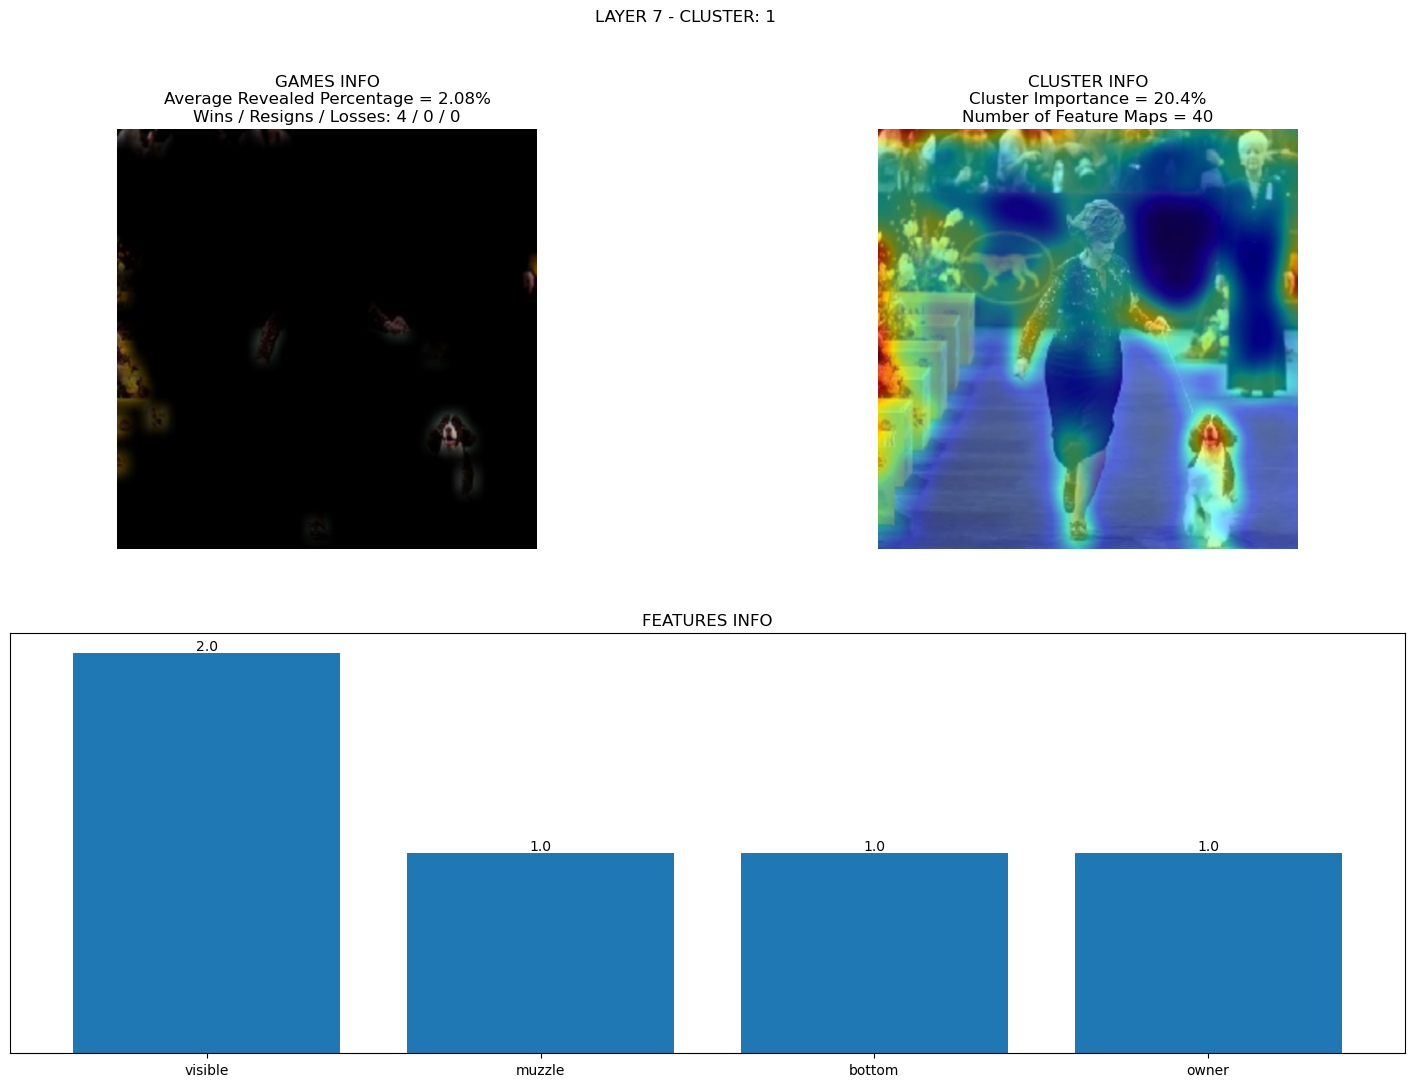 LAYER 7 - CLUSTER: 1
GAMES INFO
Average Revealed Percentage = 2.08%
Wins / Resigns / Losses: 4 / 0 / 0
CLUSTER INFO
Cluster Importance = 20.4%
Number of Feature Maps = 40
FEATURES INFO
2.0
1.0
1.0
1.0
visible
muzzle
bottom
owner